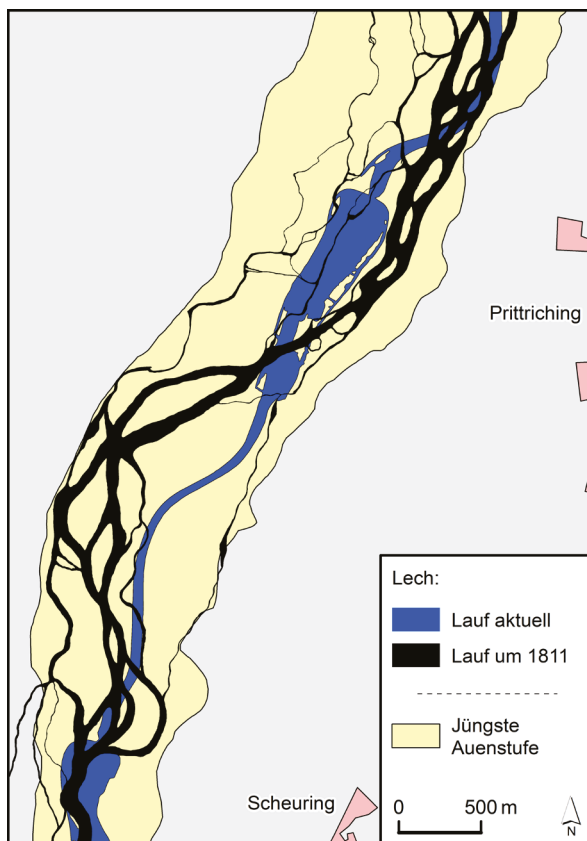 Prittriching
Lech:
Lauf aktuell
Lauf um 1811
Jüngste
Auenstufe
Scheuring
0 500 m
N